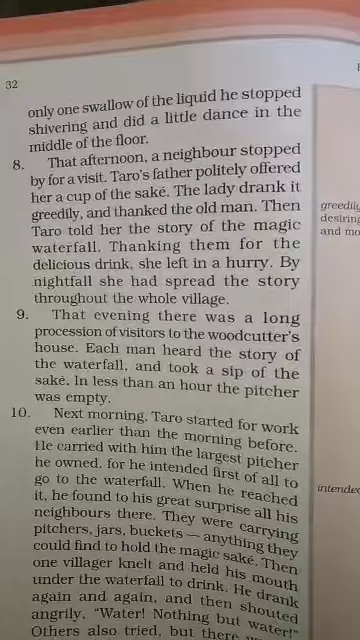 32
only one swallow of the liquid he stopped
shivering and did a little dance in the
middle of the floor.
8. That afternoon, a neighbour stopped
by for a visit. Taro's father politely offered
her a cup of the saké. The lady drank it
greedily, and thanked the old man. Then
Taro told her the story of the magic
waterfall. Thanking them for the
delicious drink, she left in a hurry. By
nightfall she had spread the story
throughout the whole village.
9. That evening there was a long
procession of visitors to the woodcutter's
house. Each man heard the story of
the waterfall, and took a sip of the
saké. In less than an hour the pitcher
was empty.
10. Next morning, Taro started for work
even earlier than the morning before.
He carried with him the largest pitcher
he owned, for he intended first of all to
go to the waterfall. When he reached
it, he found to his great surprise all his
neighbours there. They were carrying
pitchers, jars, buckets — anything they
could find to hold the magic saké. Then
one villager knelt and held his mouth
under the waterfall to drink. He drank
again and again, and then shouted
angrily, “Water! Nothing but water!”
Others also tried, but there
greedily
desiring
and mo
intended